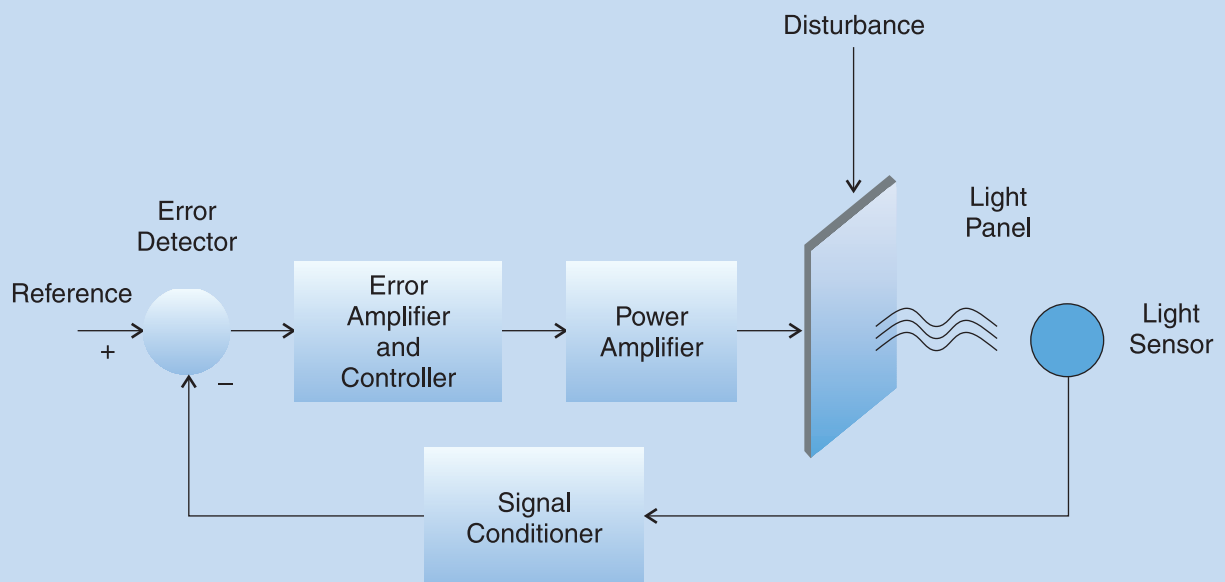 Disturbance
Error
Detector
Light
Panel
Reference
+
−
Error
Amplifier
and
Controller
Power
Amplifier
Light
Sensor
Signal
Conditioner